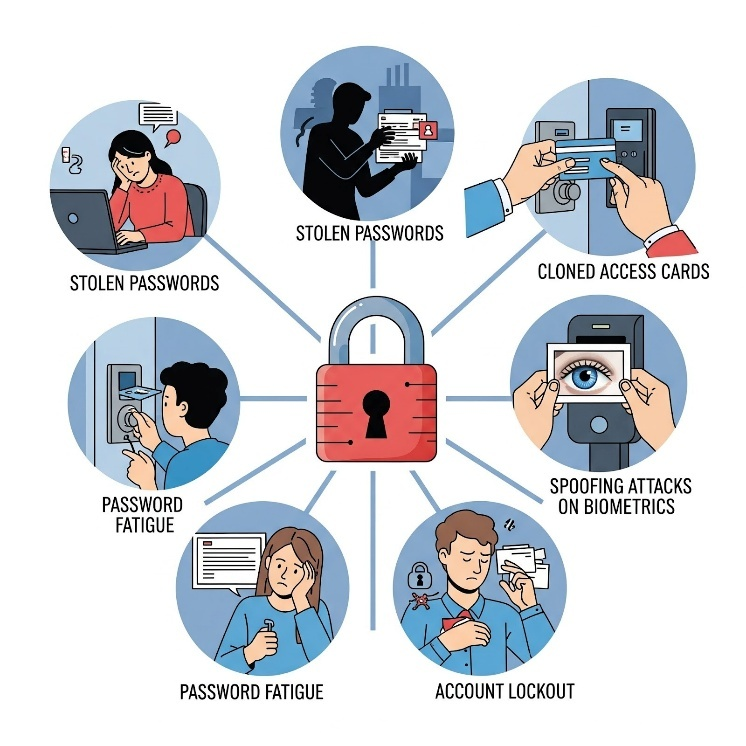 STOLEN PASSWORDS
STOLEN PASSWORDS
CLONED ACCESS CARDS
PASSWORD
FATIGUE
SPOOFING ATTACKS
ON BIOMETRICS
PASSWORD FATIGUE
ACCOUNT LOCKOUT